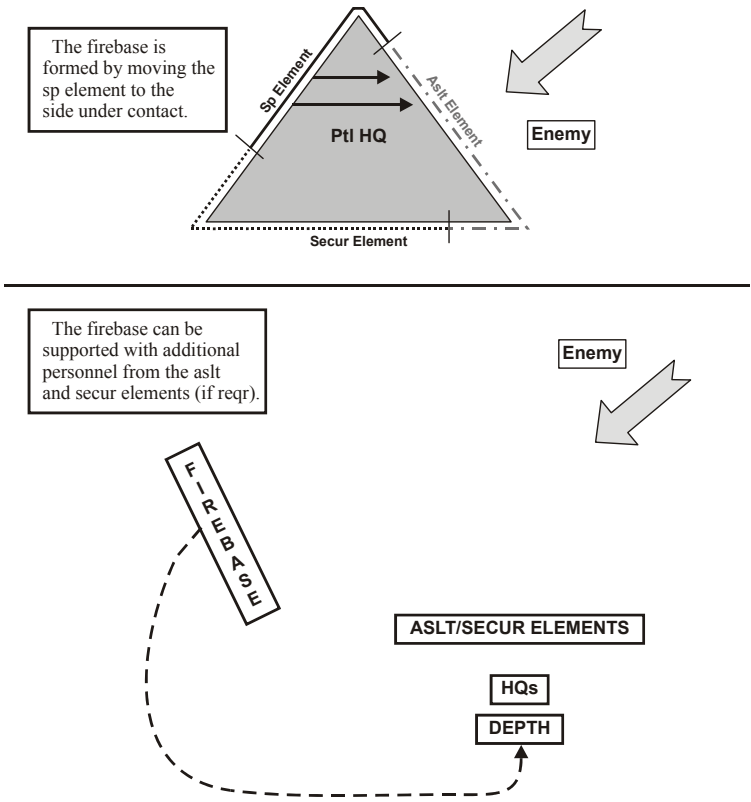 The firebase is
formed by moving the
sp element to the
side under contact.
Sp Element
Aslt Element
Ptl HQ
Enemy
Secur Element
The firebase can be
supported with additional
personnel from the aslt
and secur elements (if reqr).
Enemy
FIREBASE
ASLT/SECUR ELEMENTS
HQs
DEPTH